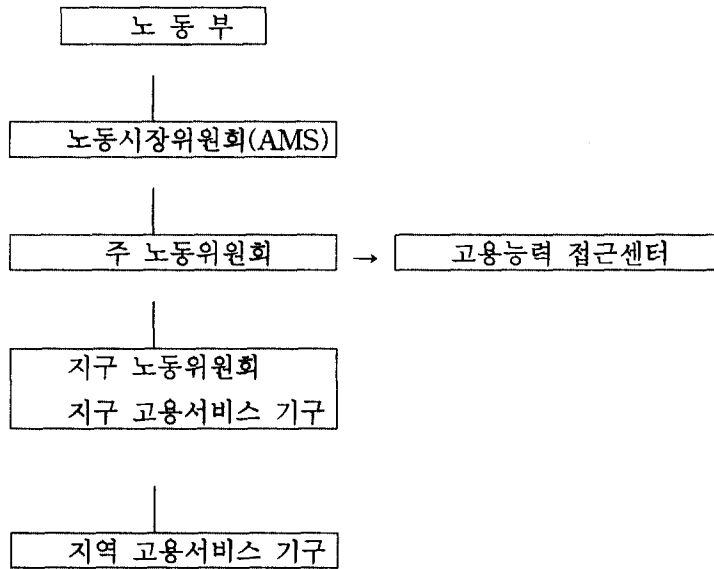 노 동 부
노동시장위원회(AMS)
주 노동위원회 → 고용능력 접근센터
지구 노동위원회
지구 고용서비스 기구
지역 고용서비스 기구